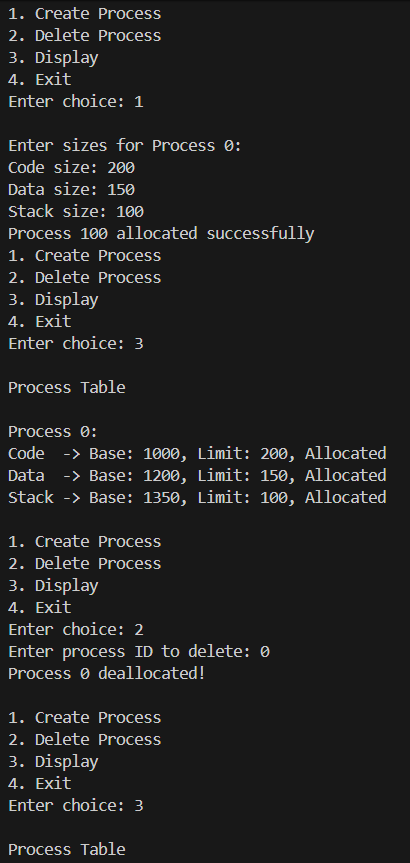 1. Create Process
2. Delete Process
3. Display
4. Exit
Enter choice: 1
Enter sizes for Process 0:
Code size: 200
Data size: 150
Stack size: 100
Process 100 allocated successfully
1. Create Process
2. Delete Process
3. Display
4. Exit
Enter choice: 3
Process Table
Process 0:
Code  -> Base: 1000, Limit: 200, Allocated
Data  -> Base: 1200, Limit: 150, Allocated
Stack -> Base: 1350, Limit: 100, Allocated
1. Create Process
2. Delete Process
3. Display
4. Exit
Enter choice: 2
Enter process ID to delete: 0
Process 0 deallocated!
1. Create Process
2. Delete Process
3. Display
4. Exit
Enter choice: 3
Process Table